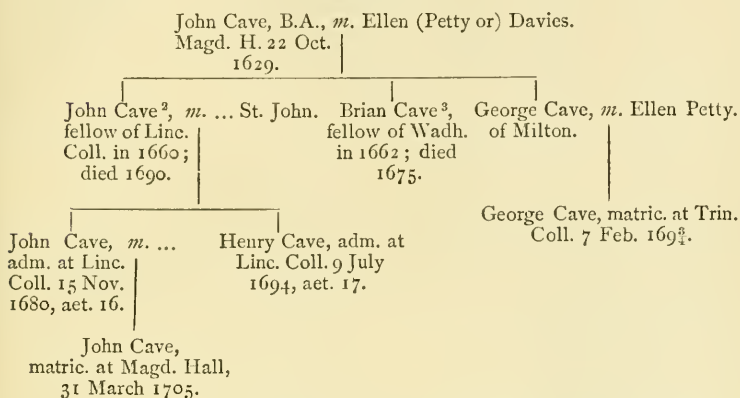 John Cave, B.A., m. Ellen (Petty or) Davies.
Magd. H. 22 Oct.
1629.
John Cave², m. ... St. John.
fellow of Linc.
Coll. in 1660;
died 1690.
Brian Cave³,
fellow of Wadh.
in 1662; died
1675.
George Cave, m. Ellen Petty.
of Milton.
John Cave, m. ...
adm. at Linc.
Coll. 15 Nov.
1680, aet. 16.
Henry Cave, adm. at
Linc. Coll. 9 July
1694, aet. 17.
George Cave, matric. at Trin.
Coll. 7 Feb. 169¾.
John Cave,
matric. at Magd. Hall,
31 March 1705.